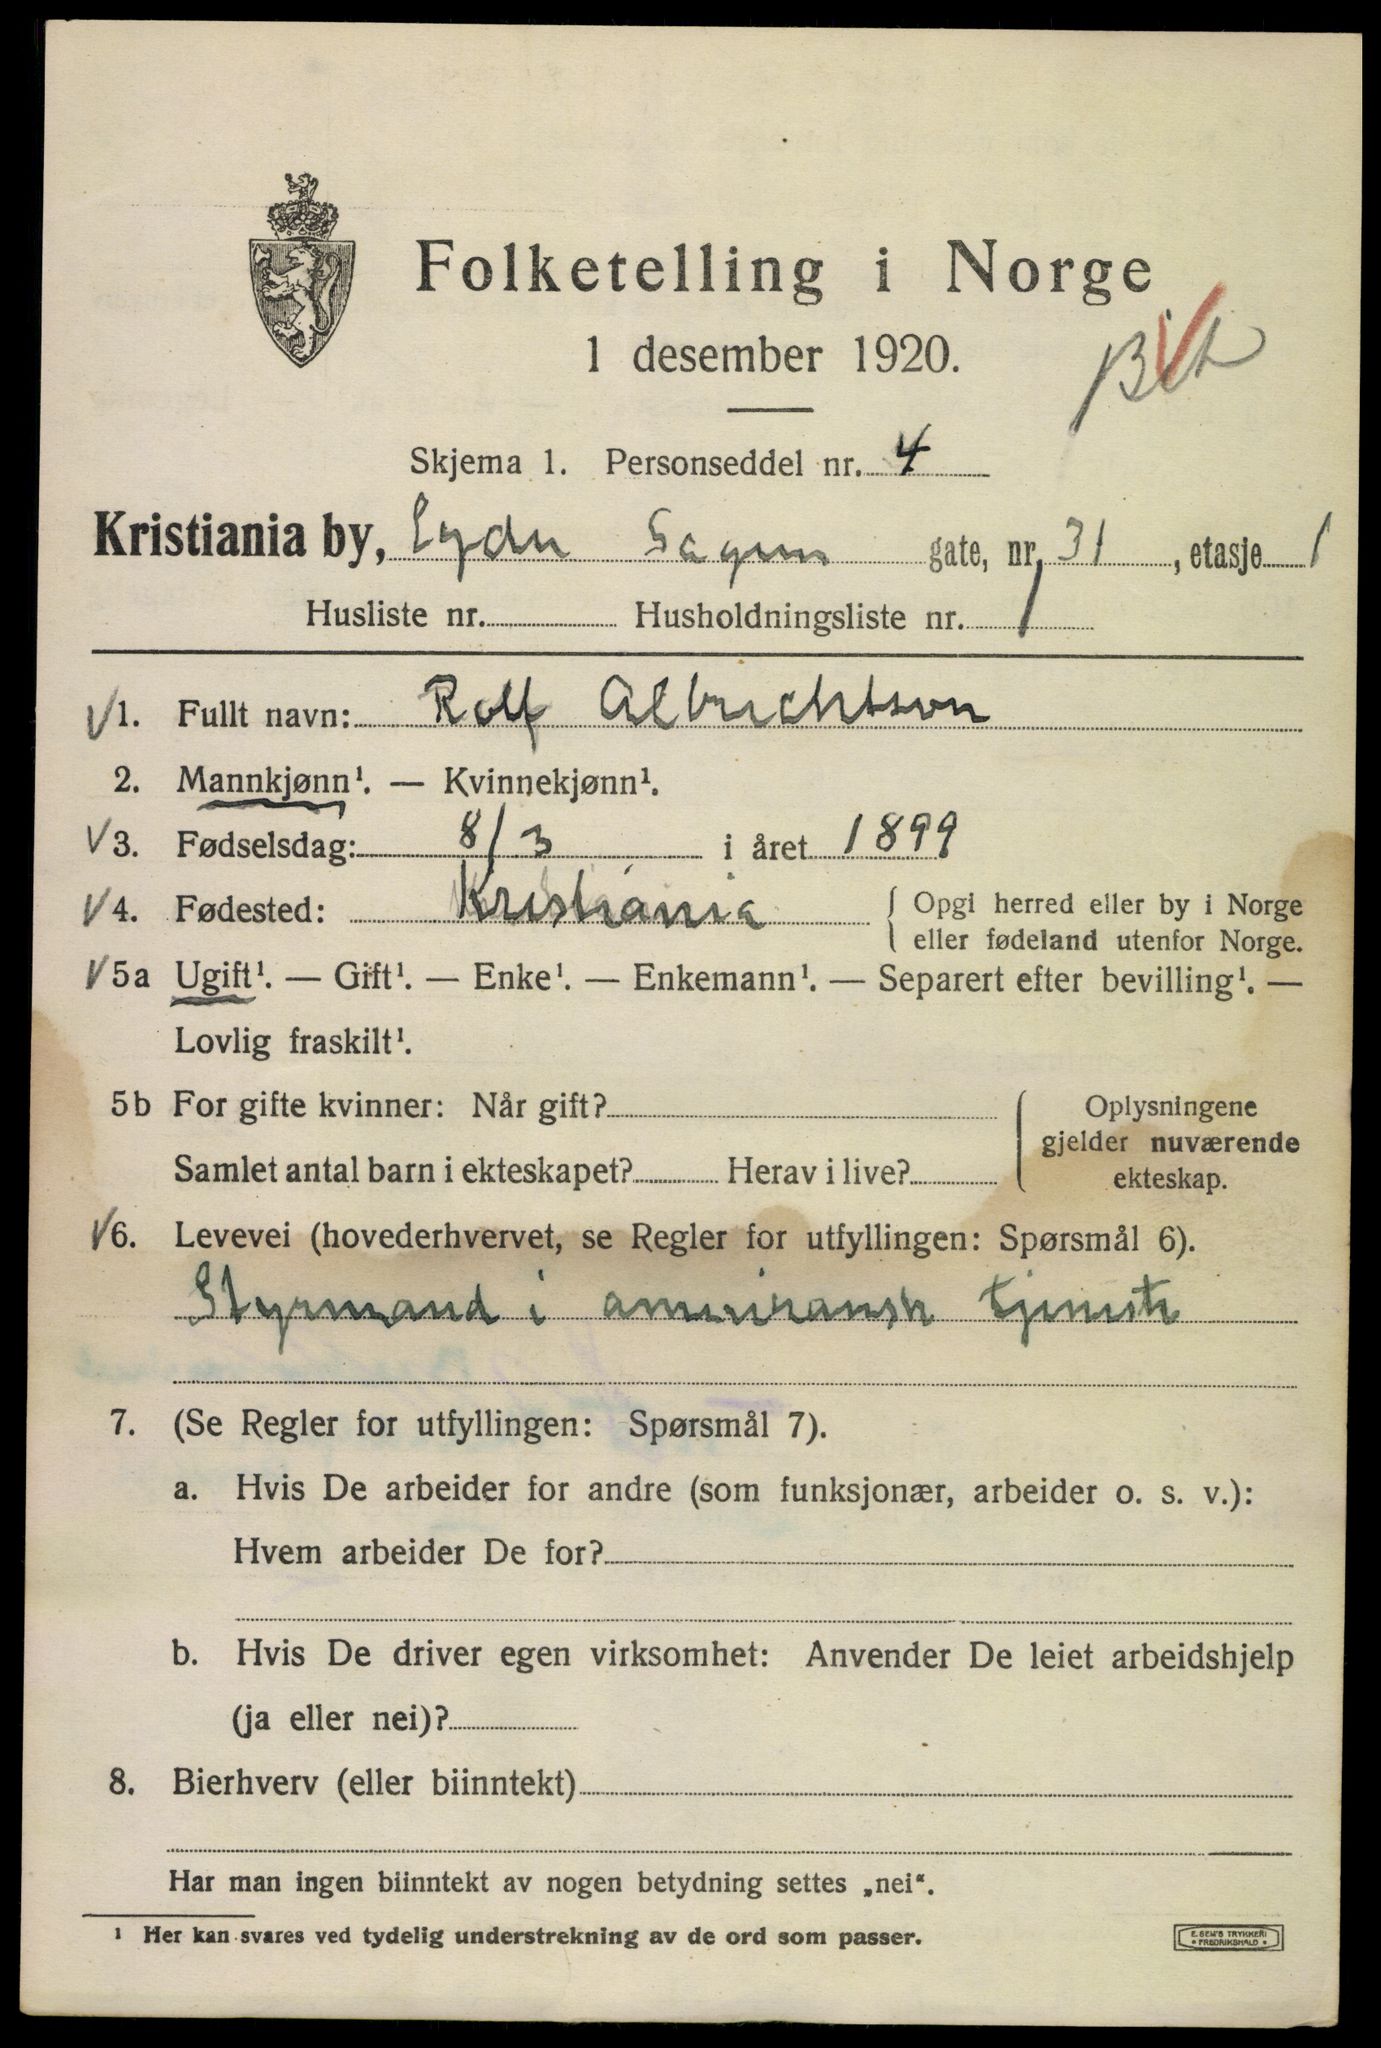 Folketelling i Norge
1 desember 1920.
Skjema 1. Personseddel nr. 4
Kristiania by, Eyder Sagens gate, nr. 31, etasje 1
Husliste nr. Husholdningsliste nr. 1
V 1. Fullt navn: Rolf Albrichtson
2. Mannkjønn¹. — Kvinnekjønn¹.
V 3. Fødselsdag: 8/3 i året 1899
V 4. Fødested: Kristiania { Opgi herred eller by i Norge
eller fødeland utenfor Norge.
V 5a Ugift¹. — Gift¹. — Enke¹. — Enkemann¹. — Separert efter bevilling¹. —
Lovlig fraskilt¹.
5b For gifte kvinner: Når gift? { Oplysningene
gjelder nuværende
Samlet antal barn i ekteskapet? Herav i live? ekteskap.
V 6. Levevei (hovederhvervet, se Regler for utfyllingen: Spørsmål 6).
Styrmand i amerikansk tjeneste
7. (Se Regler for utfyllingen: Spørsmål 7).
a. Hvis De arbeider for andre (som funksjonær, arbeider o. s. v.):
Hvem arbeider De for?
b. Hvis De driver egen virksomhet: Anvender De leiet arbeidshjelp
(ja eller nei)?
8. Bierhverv (eller biinntekt)
Har man ingen biinntekt av nogen betydning settes „nei“.
¹ Her kan svares ved tydelig understrekning av de ord som passer.
E. SEM'S TRYKKERI
• FREDRIKSHALD •